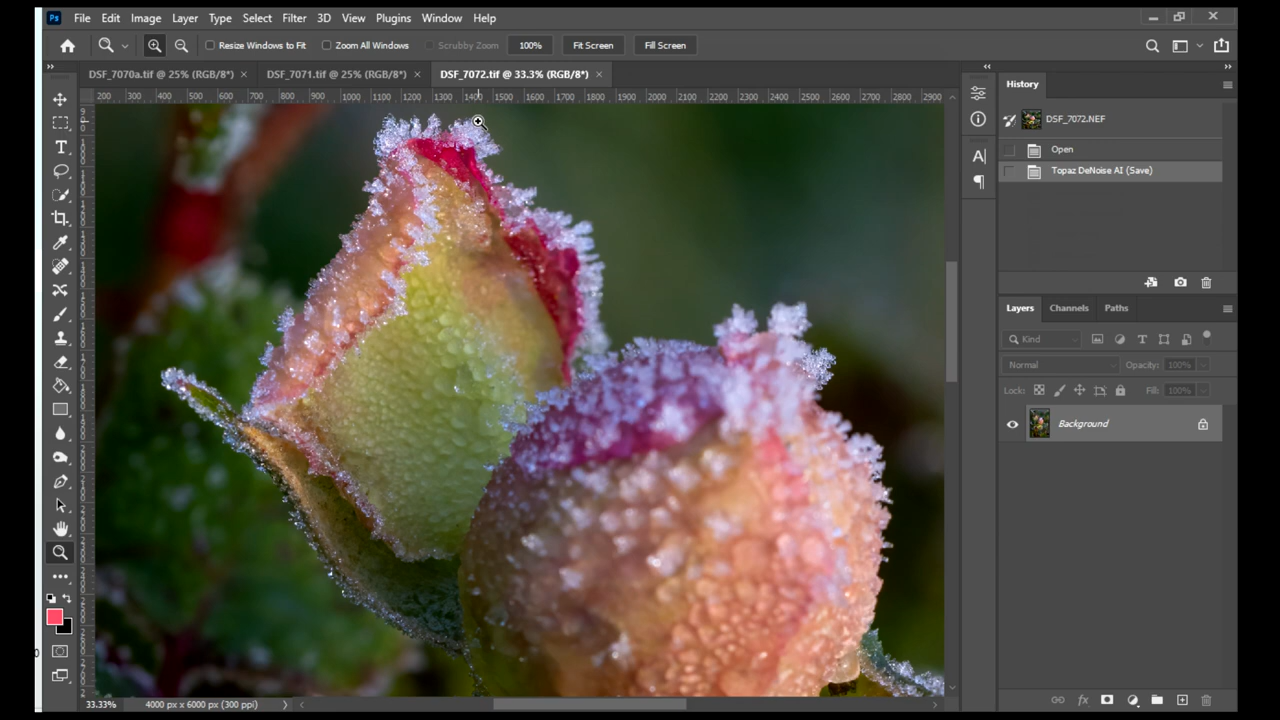 Ps File Edit Image Layer Type Select Filter 3D View Plugins Window Help
Resize Windows to Fit Zoom All Windows Scrubby Zoom 100% Fit Screen Fill Screen
DSF_7070a.tif @ 25% (RGB/8*) × DSF_7071.tif @ 25% (RGB/8*) × DSF_7072.tif @ 33.3% (RGB/8*) ×
200 300 400 500 600 700 800 900 1000 1100 1200 1300 1400 1500 1600 1700 1800 1900 2000 2100 2200 2300 2400 2500 2600 2700 2800 2900
History
DSF_7072.NEF
Open
Topaz DeNoise AI (Save)
Layers Channels Paths
Kind
Normal Opacity: 100%
Lock: Fill: 100%
Background
fx
33.33% 4000 px x 6000 px (300 ppi)